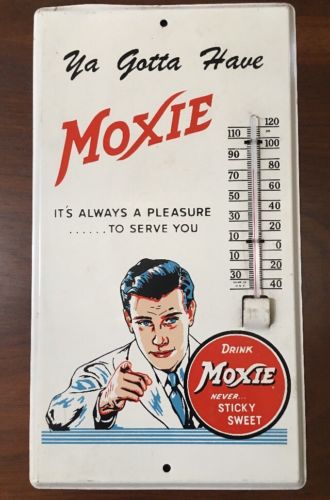 Ya Gotta Have
MOXIE
IT'S ALWAYS A PLEASURE
......TO SERVE YOU
120
110
100
90
80
70
60
50
40
30
20
10
0
10
20
30
40
DRINK
MOXIE
NEVER...
STICKY
SWEET